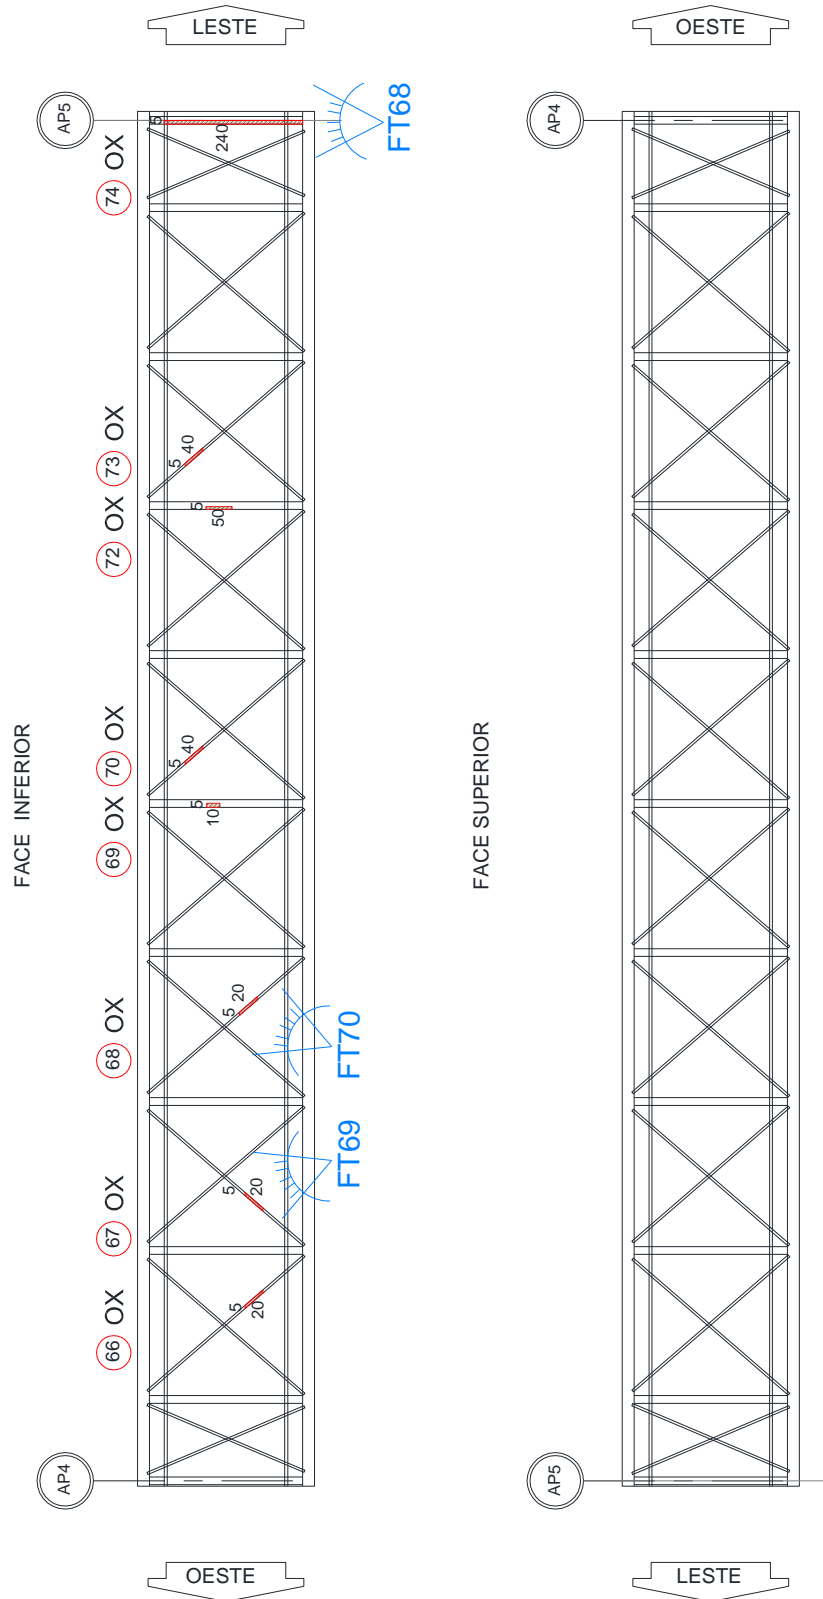 LESTE
OESTE
AP5
5
240
FT68
AP4
74 OX
73 OX
5
40
72 OX
5
50
FACE INFERIOR
FACE SUPERIOR
70 OX
5
40
69 OX
5
10
68 OX
5
20
FT70
FT69
67 OX
5
20
66 OX
5
20
AP4
AP5
OESTE
LESTE